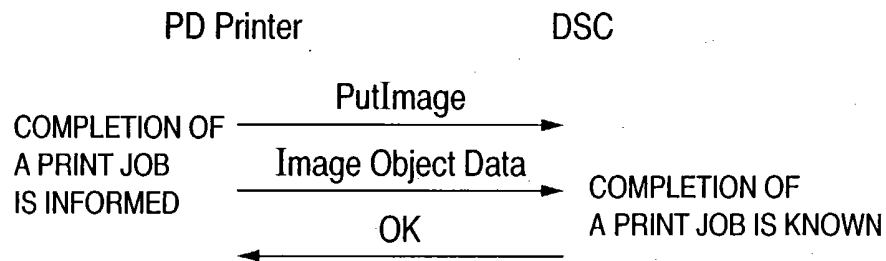 PD Printer DSC
PutImage
COMPLETION OF
A PRINT JOB
IS INFORMED
Image Object Data
COMPLETION OF
A PRINT JOB IS KNOWN
OK